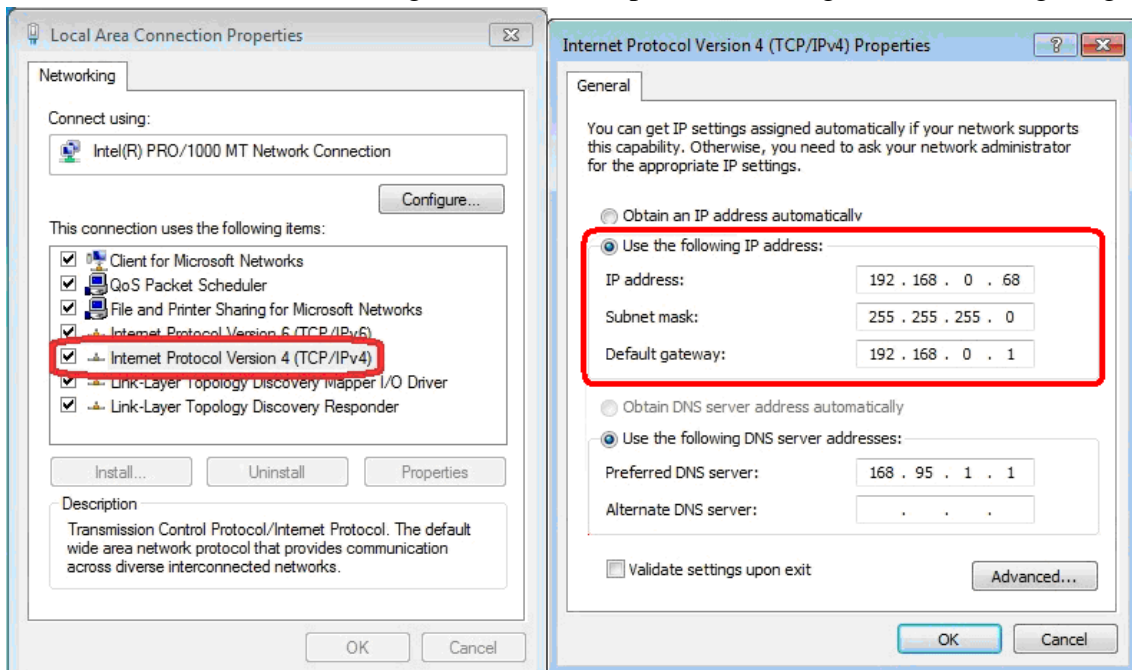 Local Area Connection Properties
Networking
Connect using:
Intel(R) PRO/1000 MT Network Connection
Configure...
This connection uses the following items:
Client for Microsoft Networks
QoS Packet Scheduler
File and Printer Sharing for Microsoft Networks
Internet Protocol Version 6 (TCP/IPv6)
Internet Protocol Version 4 (TCP/IPv4)
Link-Layer Topology Discovery Mapper I/O Driver
Link-Layer Topology Discovery Responder
Install...
Uninstall
Properties
Description
Transmission Control Protocol/Internet Protocol. The default
wide area network protocol that provides communication
across diverse interconnected networks.
OK
Cancel
Internet Protocol Version 4 (TCP/IPv4) Properties
General
You can get IP settings assigned automatically if your network supports
this capability. Otherwise, you need to ask your network administrator
for the appropriate IP settings.
Obtain an IP address automatically
Use the following IP address:
IP address: 192 . 168 . 0 . 68
Subnet mask: 255 . 255 . 255 . 0
Default gateway: 192 . 168 . 0 . 1
Obtain DNS server address automatically
Use the following DNS server addresses:
Preferred DNS server: 168 . 95 . 1 . 1
Alternate DNS server: . . .
Validate settings upon exit
Advanced...
OK
Cancel